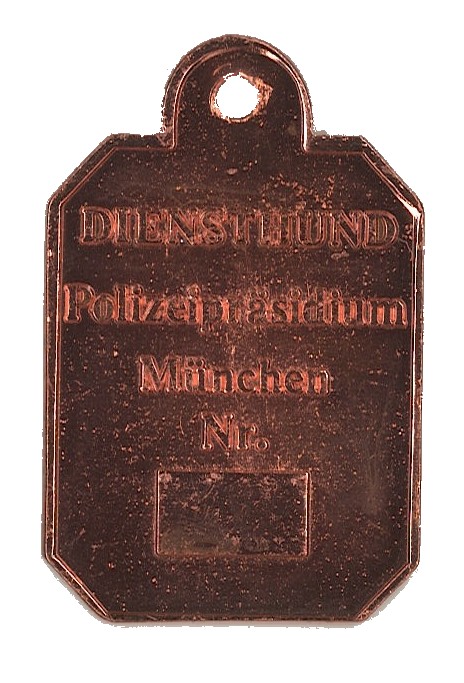 DIENSTHUND
Polizeipräsidium
München
Nr.